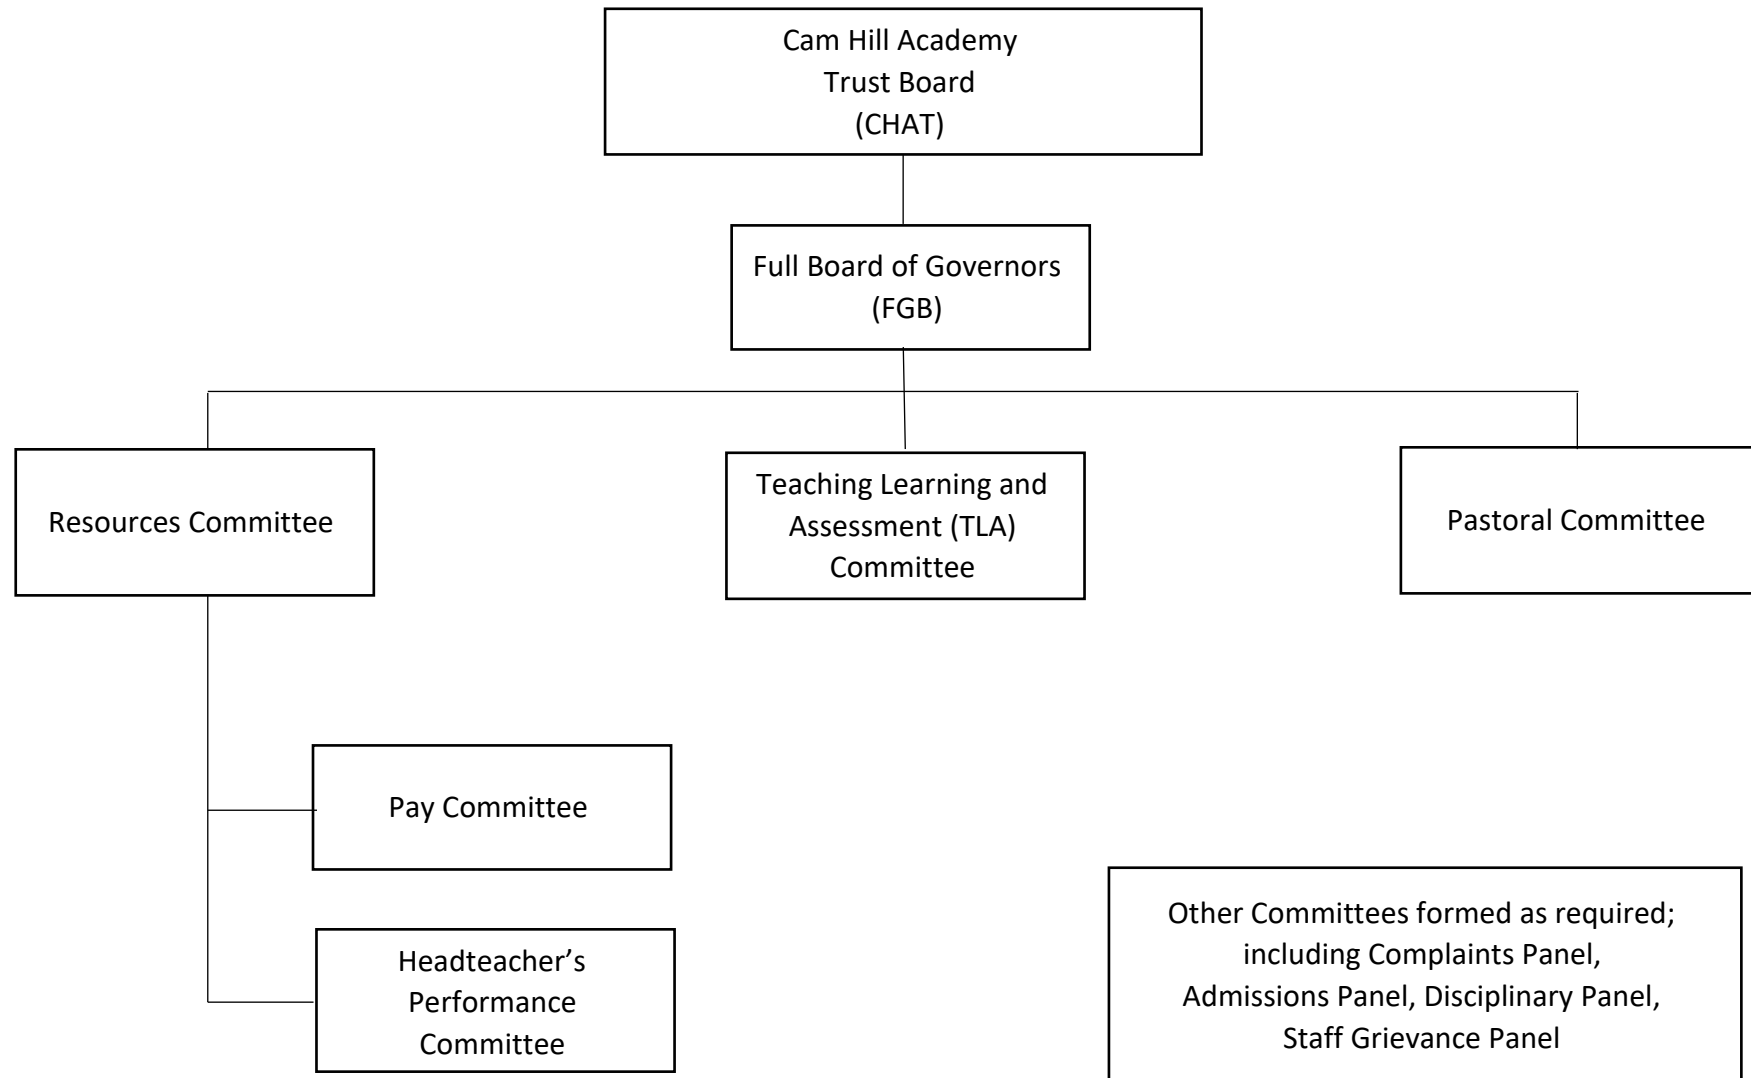 Cam Hill Academy
Trust Board
(CHAT)
Full Board of Governors
(FGB)
Resources Committee
Teaching Learning and
Assessment (TLA)
Committee
Pastoral Committee
Pay Committee
Headteacher’s
Performance
Committee
Other Committees formed as required;
including Complaints Panel,
Admissions Panel, Disciplinary Panel,
Staff Grievance Panel